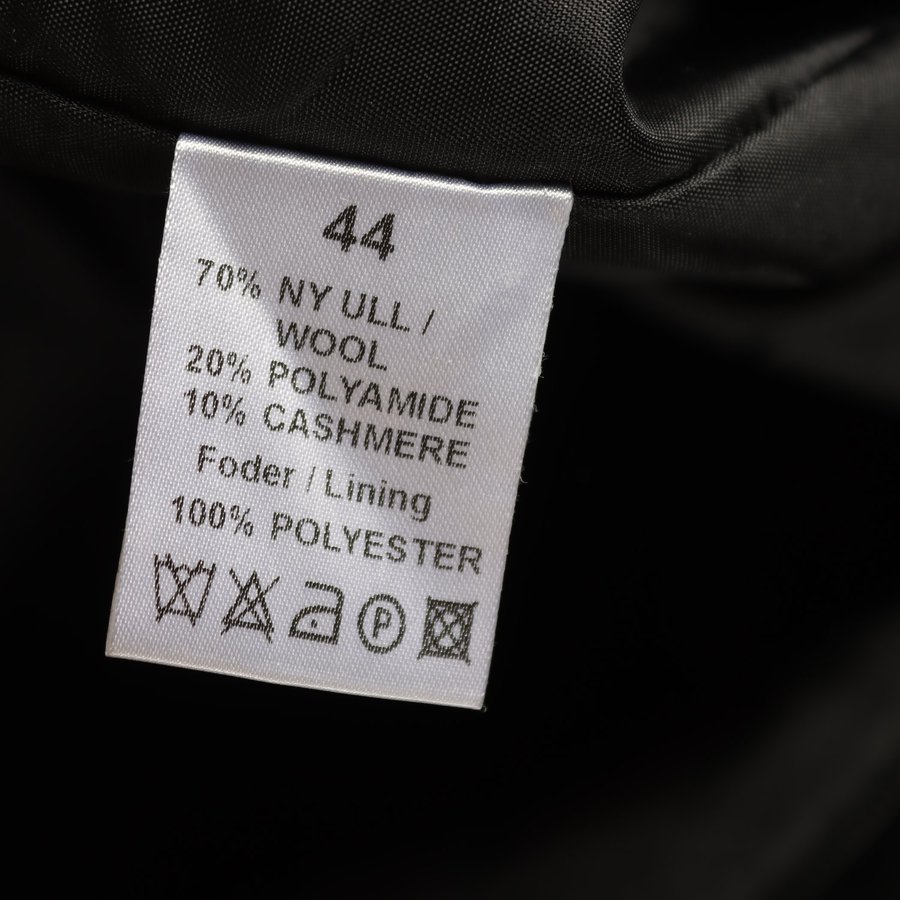 44
70% NY ULL /
WOOL
20% POLYAMIDE
10% CASHMERE
Foder / Lining
100% POLYESTER
P